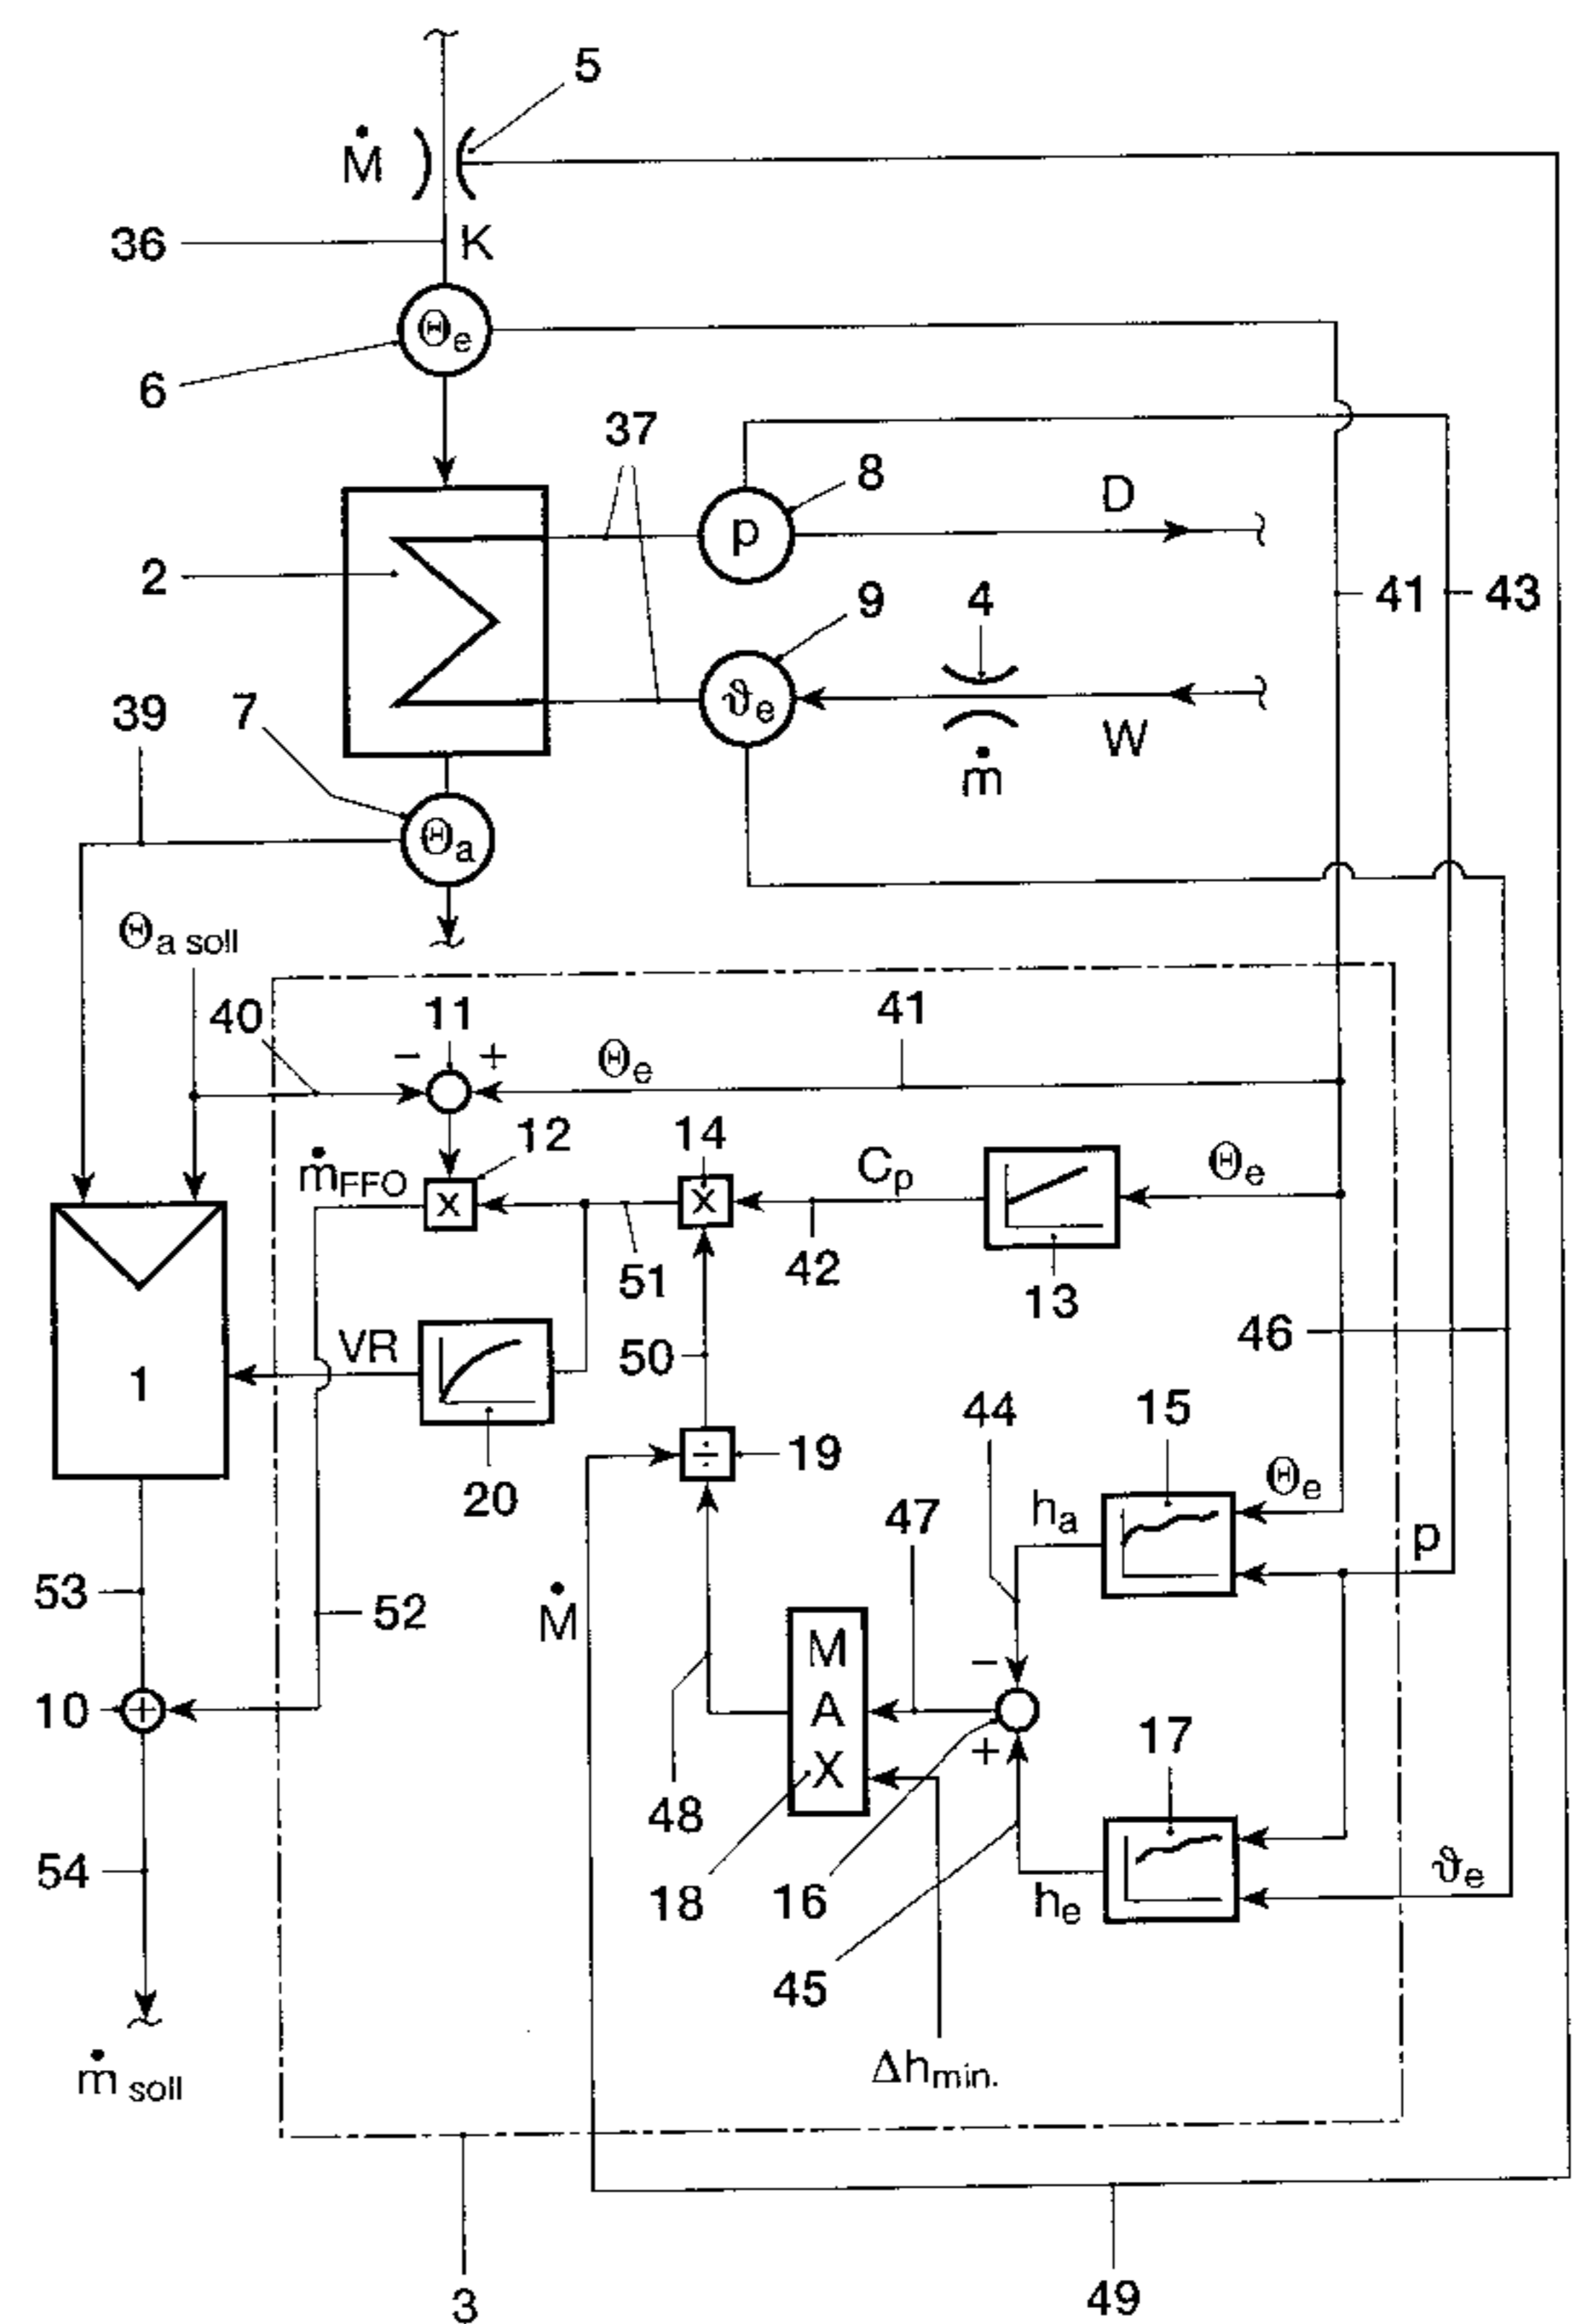 5
Ṁ
36 K
Θe
6
37
8
D
p
2
41 43
9 4
ϑe
39 7
W
ṁ
Θa
Θa soll
40 11 41
− + Θe
12 14
ṁFFO Cp Θe
X X
51 42
13
VR 50 46
1
44 15
÷ 19
20 Θe
ha
47
p
53
52
Ṁ
M
A
X
−
10 +
+
17
48
54
18 16
ϑe
he
45
ṁ soll
Δhmin.
3 49